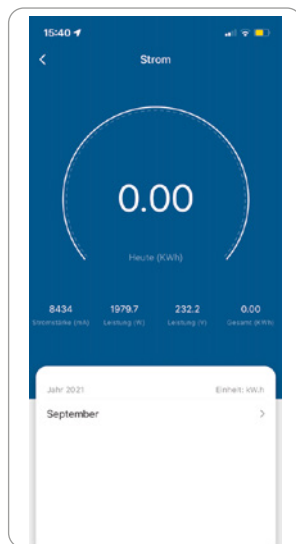 15:40
Strom
0.00
Heute (KWh)
8434 1979.7 232.2 0.00
Stromstärke (mA) Leistung (W) Leistung (V) Gesamt (KWh)
Jahr 2021 Einheit: kW.h
September